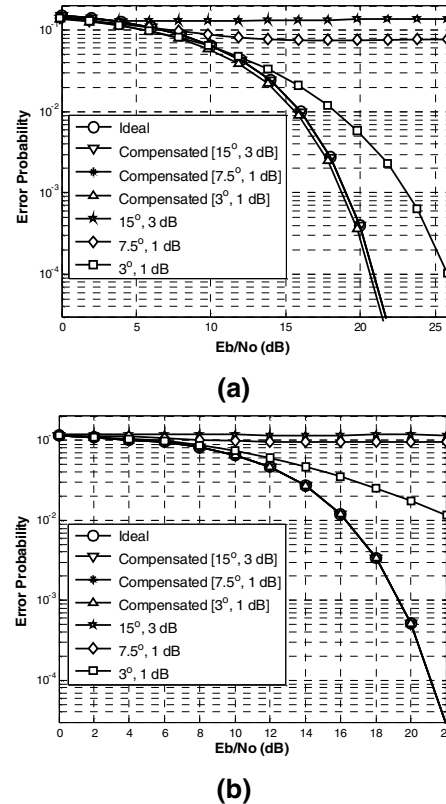 10⁻¹
10⁻²
10⁻³
10⁻⁴
Error Probability
Ideal
Compensated [15°, 3 dB]
Compensated [7.5°, 1 dB]
Compensated [3°, 1 dB]
15°, 3 dB
7.5°, 1 dB
3°, 1 dB
0 5 10 15 20 25
Eb/No (dB)
(a)
10⁻¹
10⁻²
10⁻³
10⁻⁴
Error Probability
Ideal
Compensated [15°, 3 dB]
Compensated [7.5°, 1 dB]
Compensated [3°, 1 dB]
15°, 3 dB
7.5°, 1 dB
3°, 1 dB
0 2 4 6 8 10 12 14 16 18 20
Eb/No (dB)
(b)